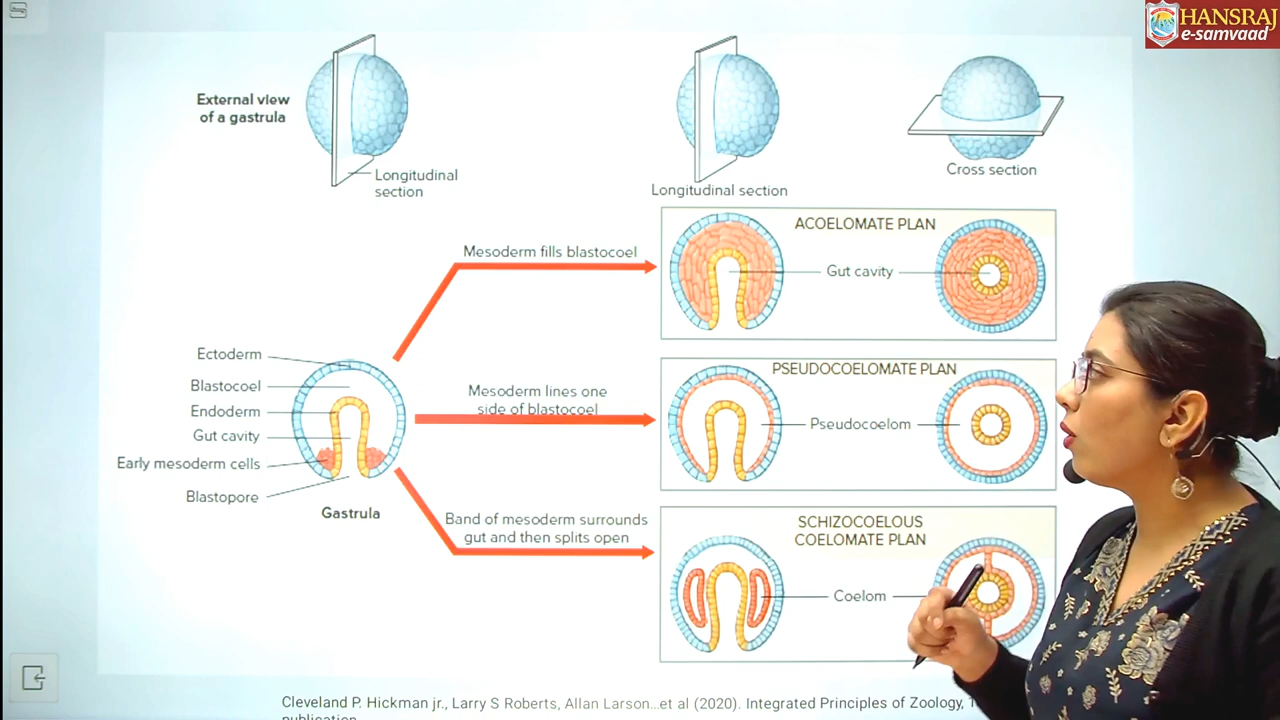 HANSRAJ
e-samvaad
External view
of a gastrula
Longitudinal
section
Longitudinal section
Cross section
ACOELOMATE PLAN
Mesoderm fills blastocoel
Gut cavity
Ectoderm
Blastocoel
Endoderm
Gut cavity
Early mesoderm cells
Blastopore
Gastrula
Mesoderm lines one
side of blastocoel
PSEUDOCOELOMATE PLAN
Pseudocoelom
Band of mesoderm surrounds
gut and then splits open
SCHIZOCOELOUS
COELOMATE PLAN
Coelom
Cleveland P. Hickman jr., Larry S Roberts, Allan Larson...et al (2020). Integrated Principles of Zoology,
publication